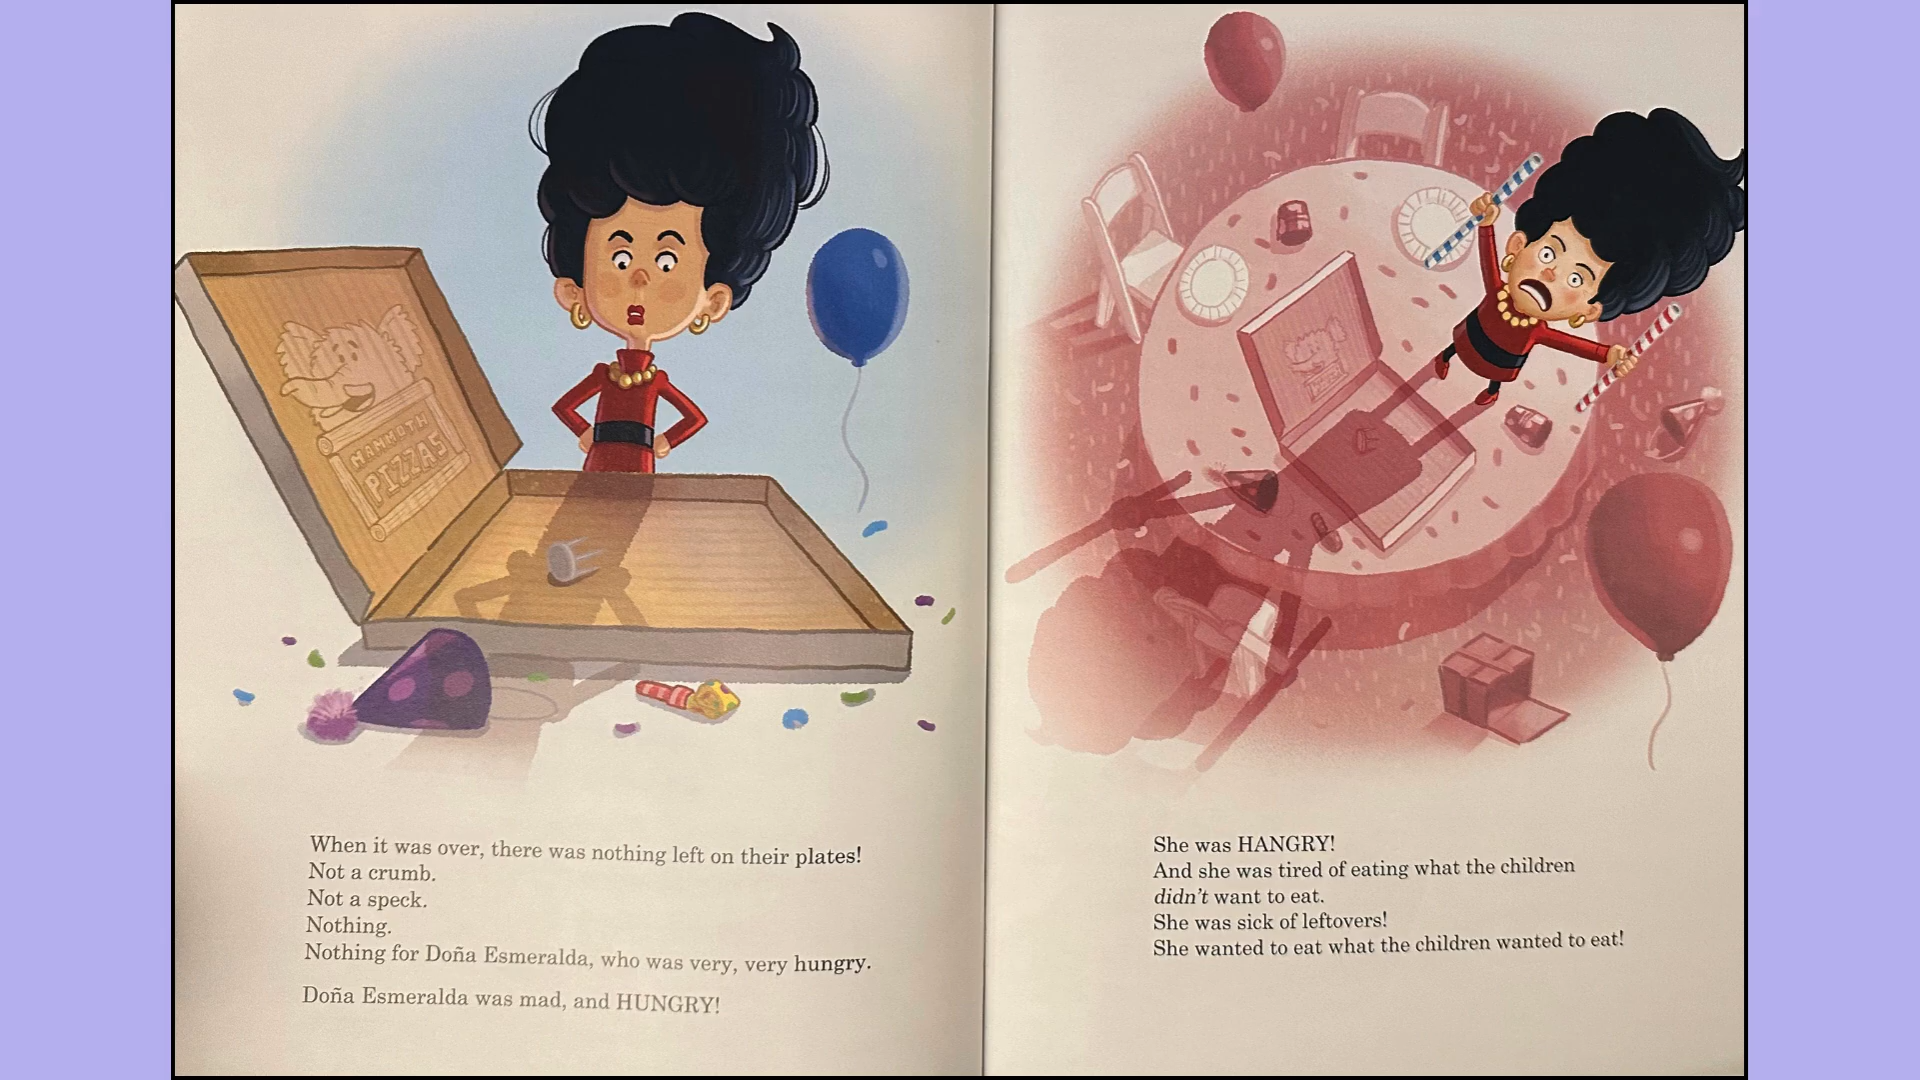 MAMMOTH
PIZZAS
When it was over, there was nothing left on their plates!
Not a crumb.
Not a speck.
Nothing.
Nothing for Doña Esmeralda, who was very, very hungry.
Doña Esmeralda was mad, and HUNGRY!
She was HANGRY!
And she was tired of eating what the children
didn't want to eat.
She was sick of leftovers!
She wanted to eat what the children wanted to eat!